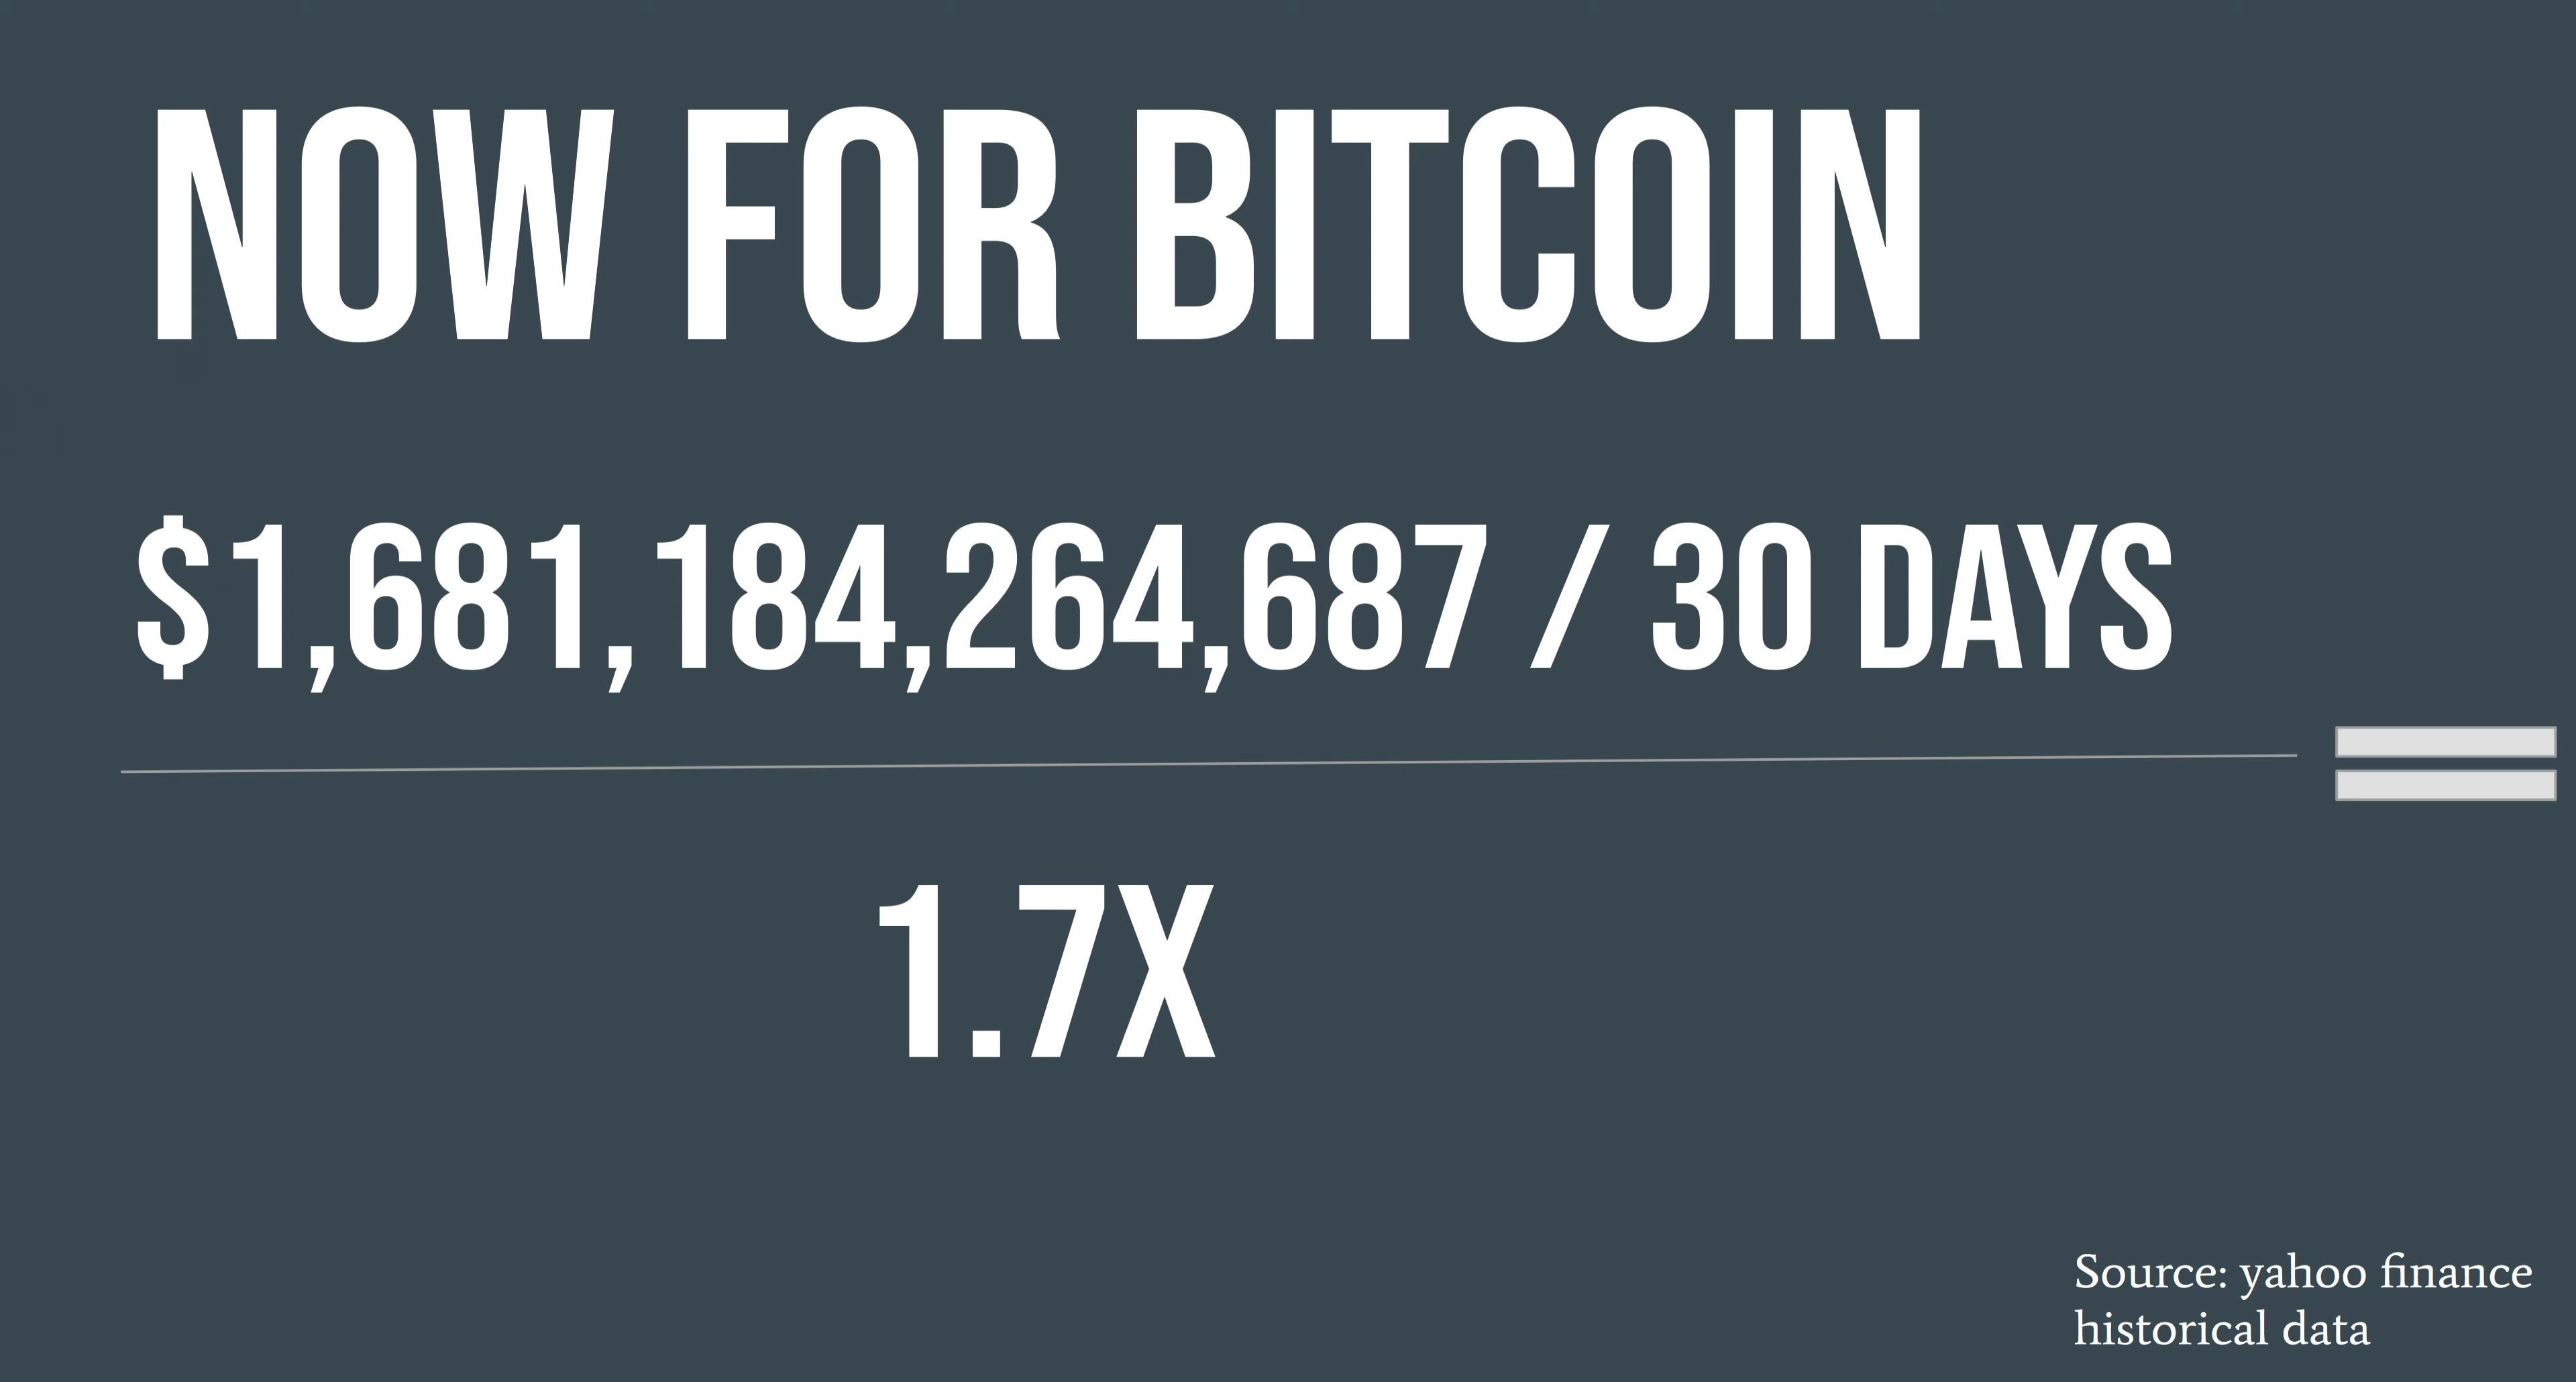 NOW FOR BITCOIN
$1,681,184,264,687 / 30 DAYS
=
1.7X
Source: yahoo finance
historical data